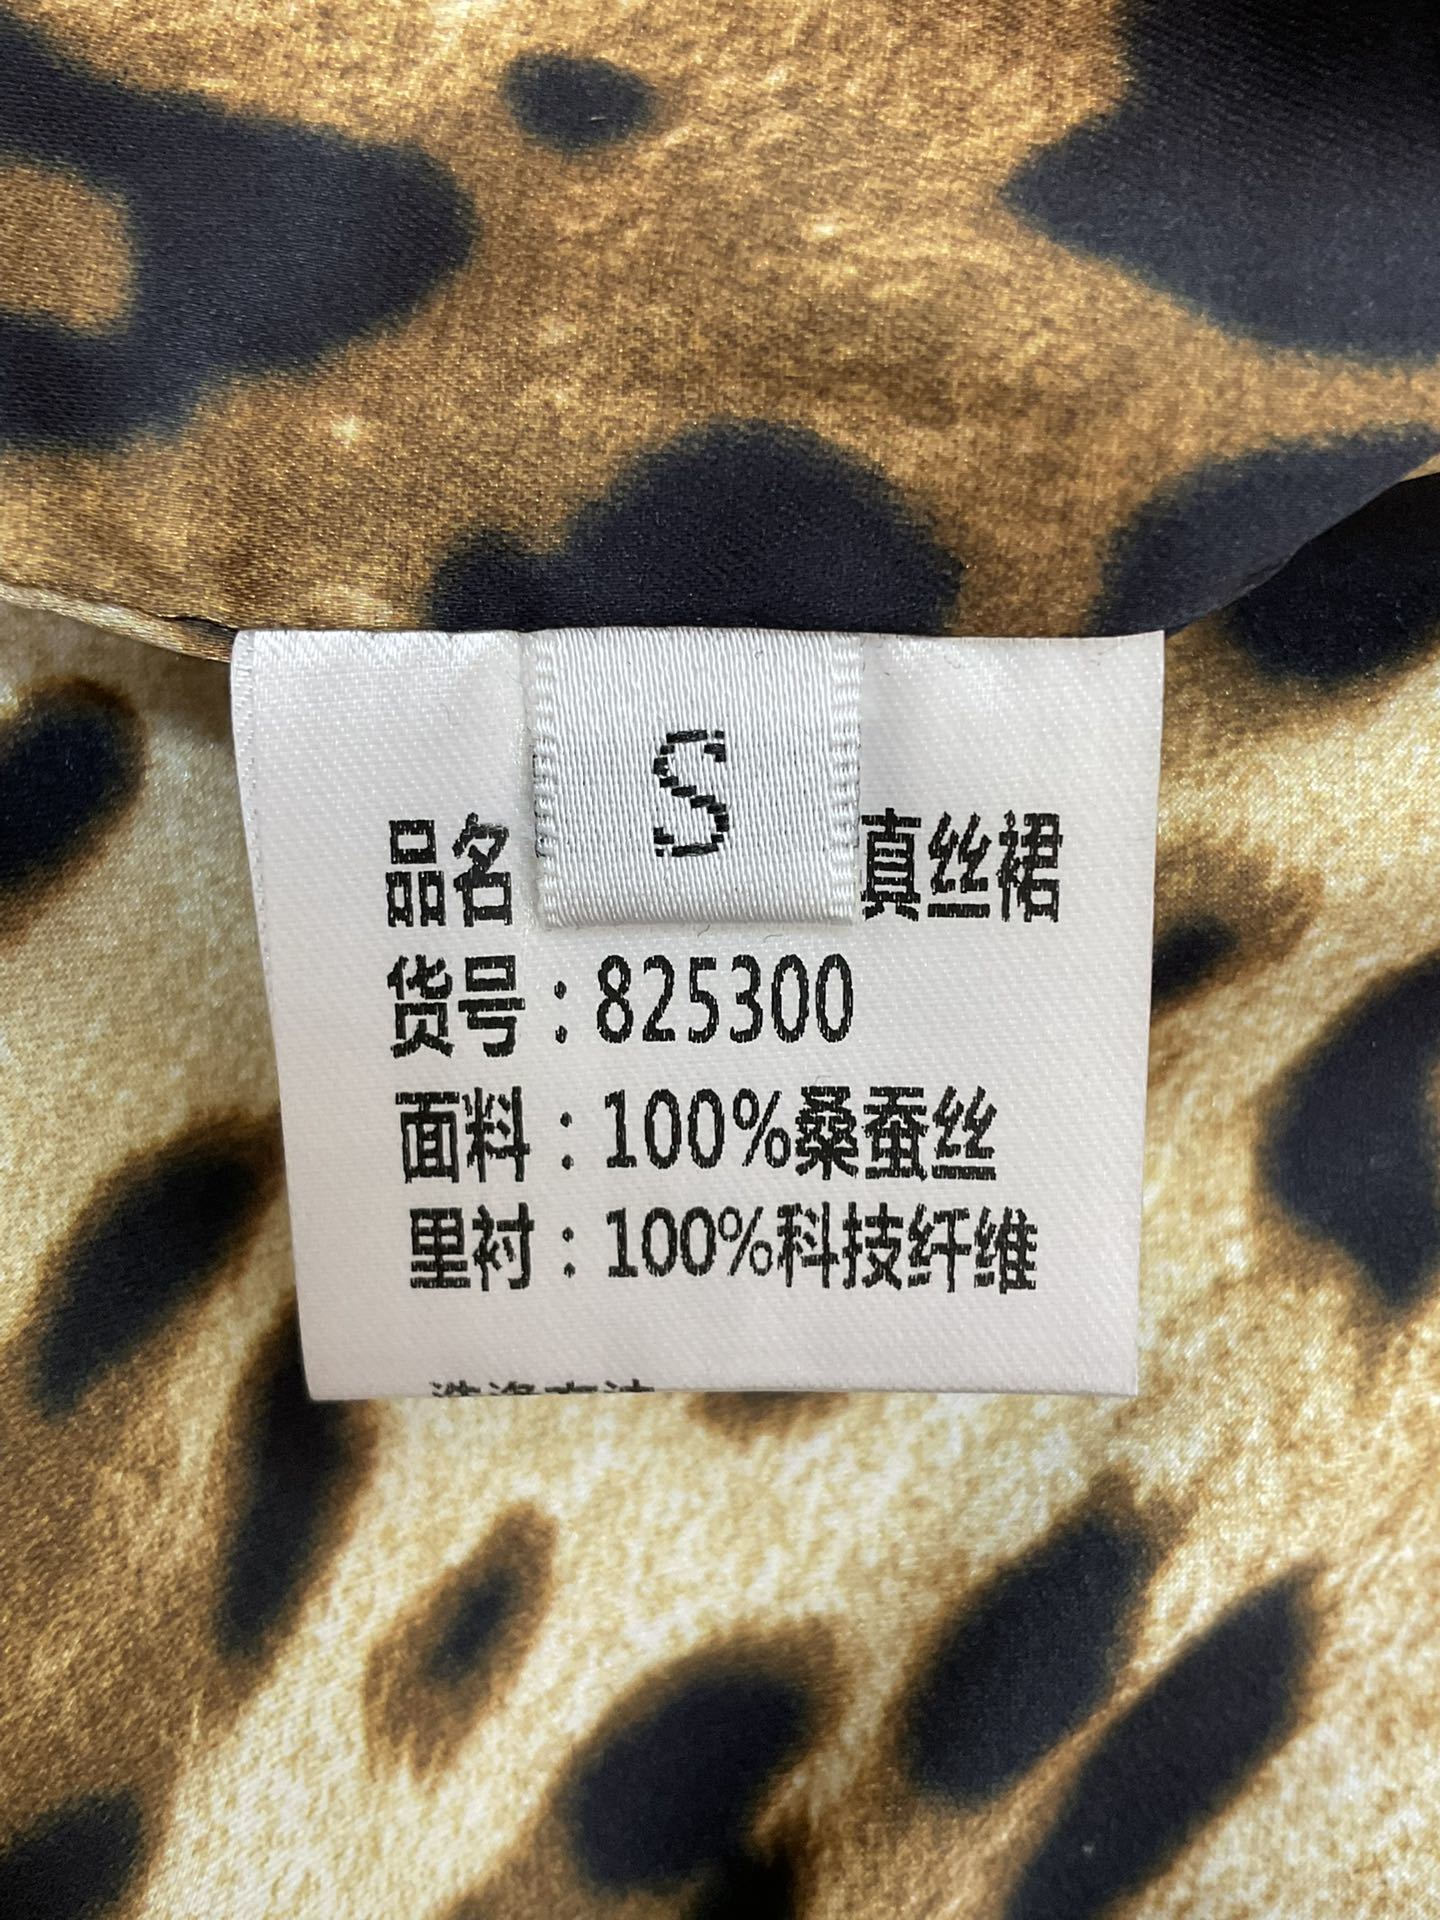 S
品名 真丝裙
货号：825300
面料：100%桑蚕丝
里衬：100%科技纤维